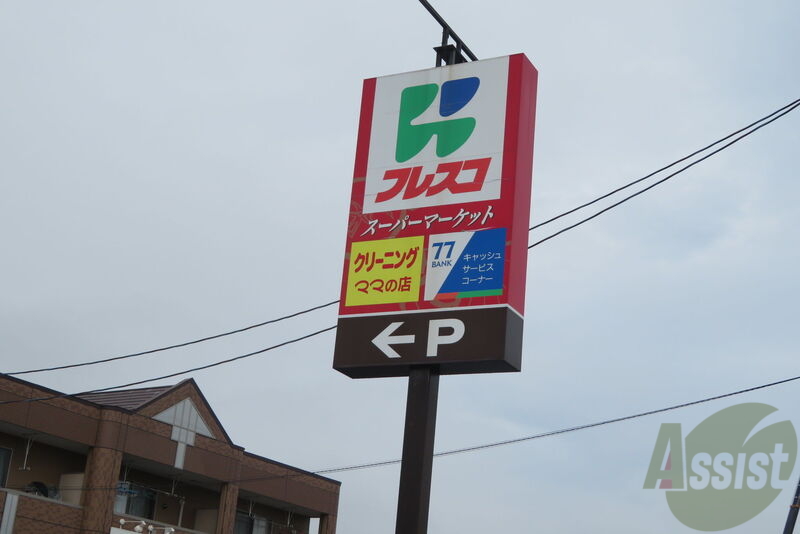 フレスコ
スーパーマーケット
クリーニング
ママの店
77
BANK
キャッシュ
サービス
コーナー
←P
Assist